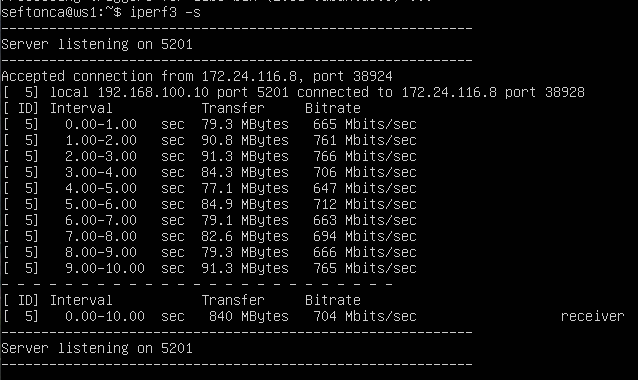 seftonca@ws1:~$ iperf3 -s
-----------------------------------------------------------
Server listening on 5201
-----------------------------------------------------------
Accepted connection from 172.24.116.8, port 38924
[  5] local 192.168.100.10 port 5201 connected to 172.24.116.8 port 38928
[ ID] Interval           Transfer     Bitrate
[  5]   0.00-1.00   sec  79.3 MBytes   665 Mbits/sec
[  5]   1.00-2.00   sec  90.8 MBytes   761 Mbits/sec
[  5]   2.00-3.00   sec  91.3 MBytes   766 Mbits/sec
[  5]   3.00-4.00   sec  84.3 MBytes   706 Mbits/sec
[  5]   4.00-5.00   sec  77.1 MBytes   647 Mbits/sec
[  5]   5.00-6.00   sec  84.9 MBytes   712 Mbits/sec
[  5]   6.00-7.00   sec  79.1 MBytes   663 Mbits/sec
[  5]   7.00-8.00   sec  82.6 MBytes   694 Mbits/sec
[  5]   8.00-9.00   sec  79.3 MBytes   666 Mbits/sec
[  5]   9.00-10.00  sec  91.3 MBytes   765 Mbits/sec
- - - - - - - - - - - - - - - - - - - - - - - - -
[ ID] Interval           Transfer     Bitrate
[  5]   0.00-10.00  sec   840 MBytes   704 Mbits/sec                  receiver
-----------------------------------------------------------
Server listening on 5201
-----------------------------------------------------------